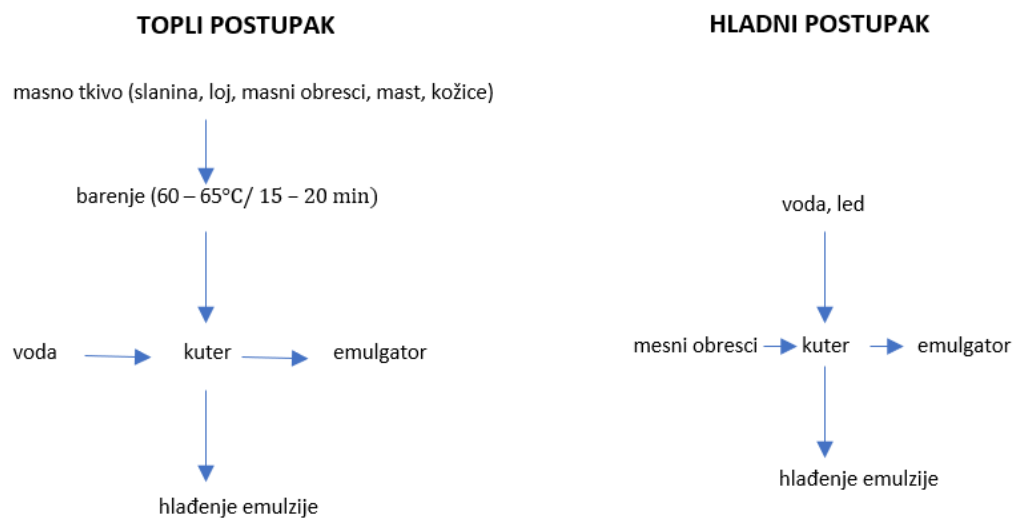 TOPLI POSTUPAK
masno tkivo (slanina, loj, masni obresci, mast, kožice)
barenje (60 – 65°C/ 15 – 20 min)
voda
kuter
emulgator
hlađenje emulzije
HLADNI POSTUPAK
voda, led
mesni obresci
kuter
emulgator
hlađenje emulzije